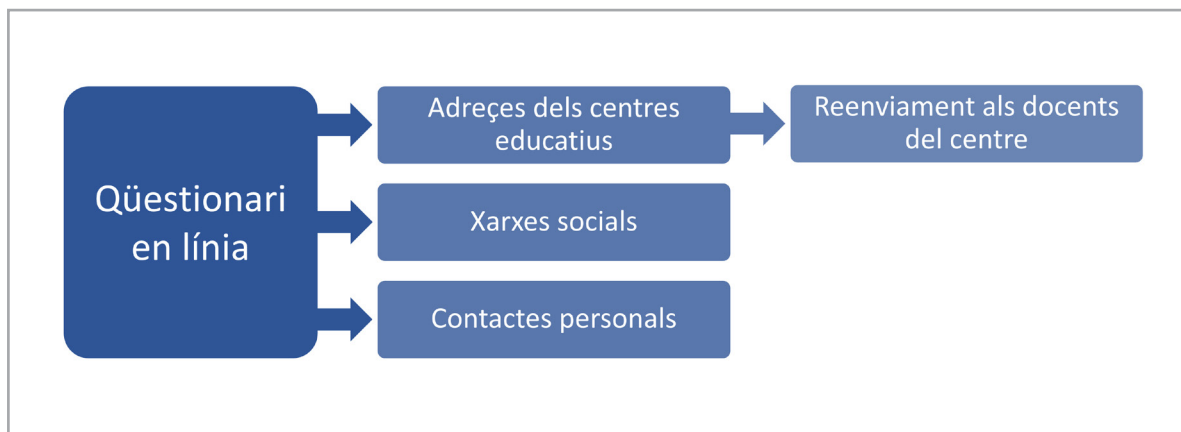 Qüestionari
en línia
Adreçes dels centres
educatius
Reenviament als docents
del centre
Xarxes socials
Contactes personals